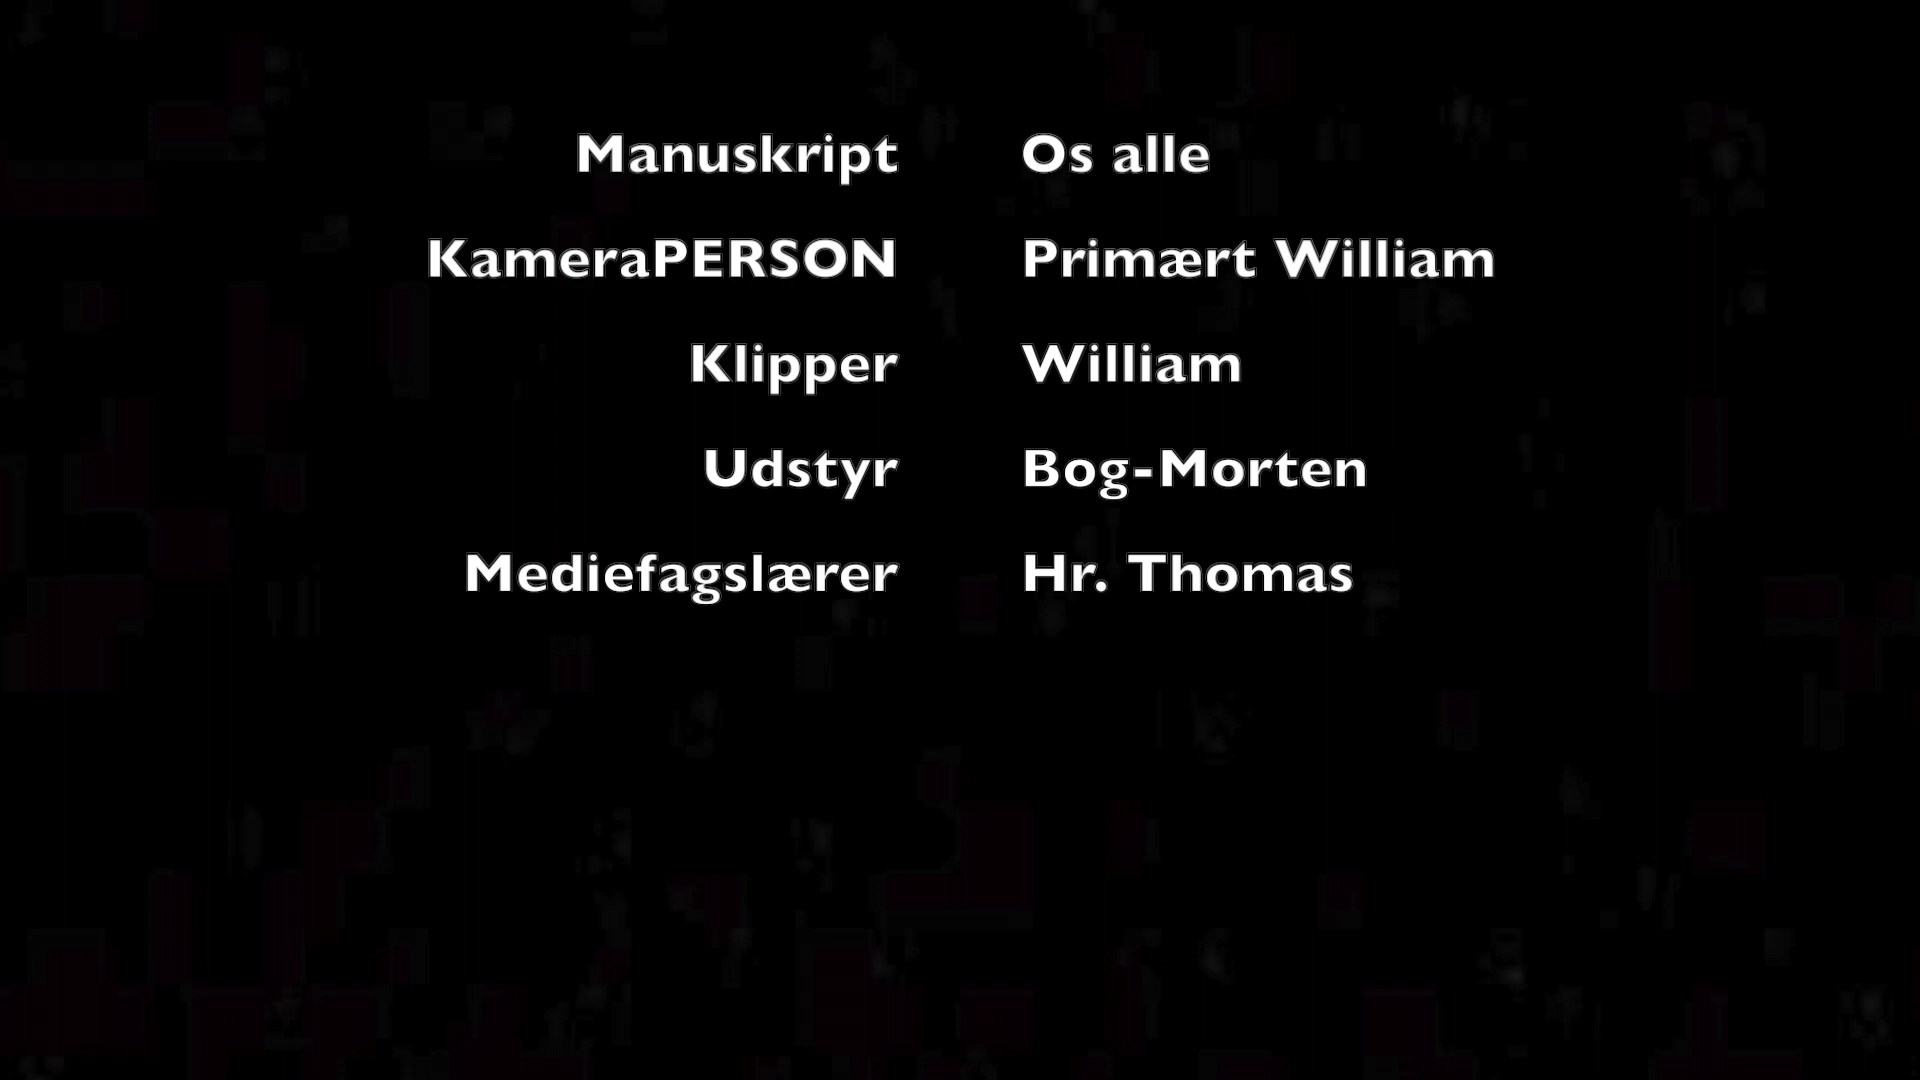 Manuskript Os alle
KameraPERSON Primært William
Klipper William
Udstyr Bog-Morten
Mediefagslærer Hr. Thomas